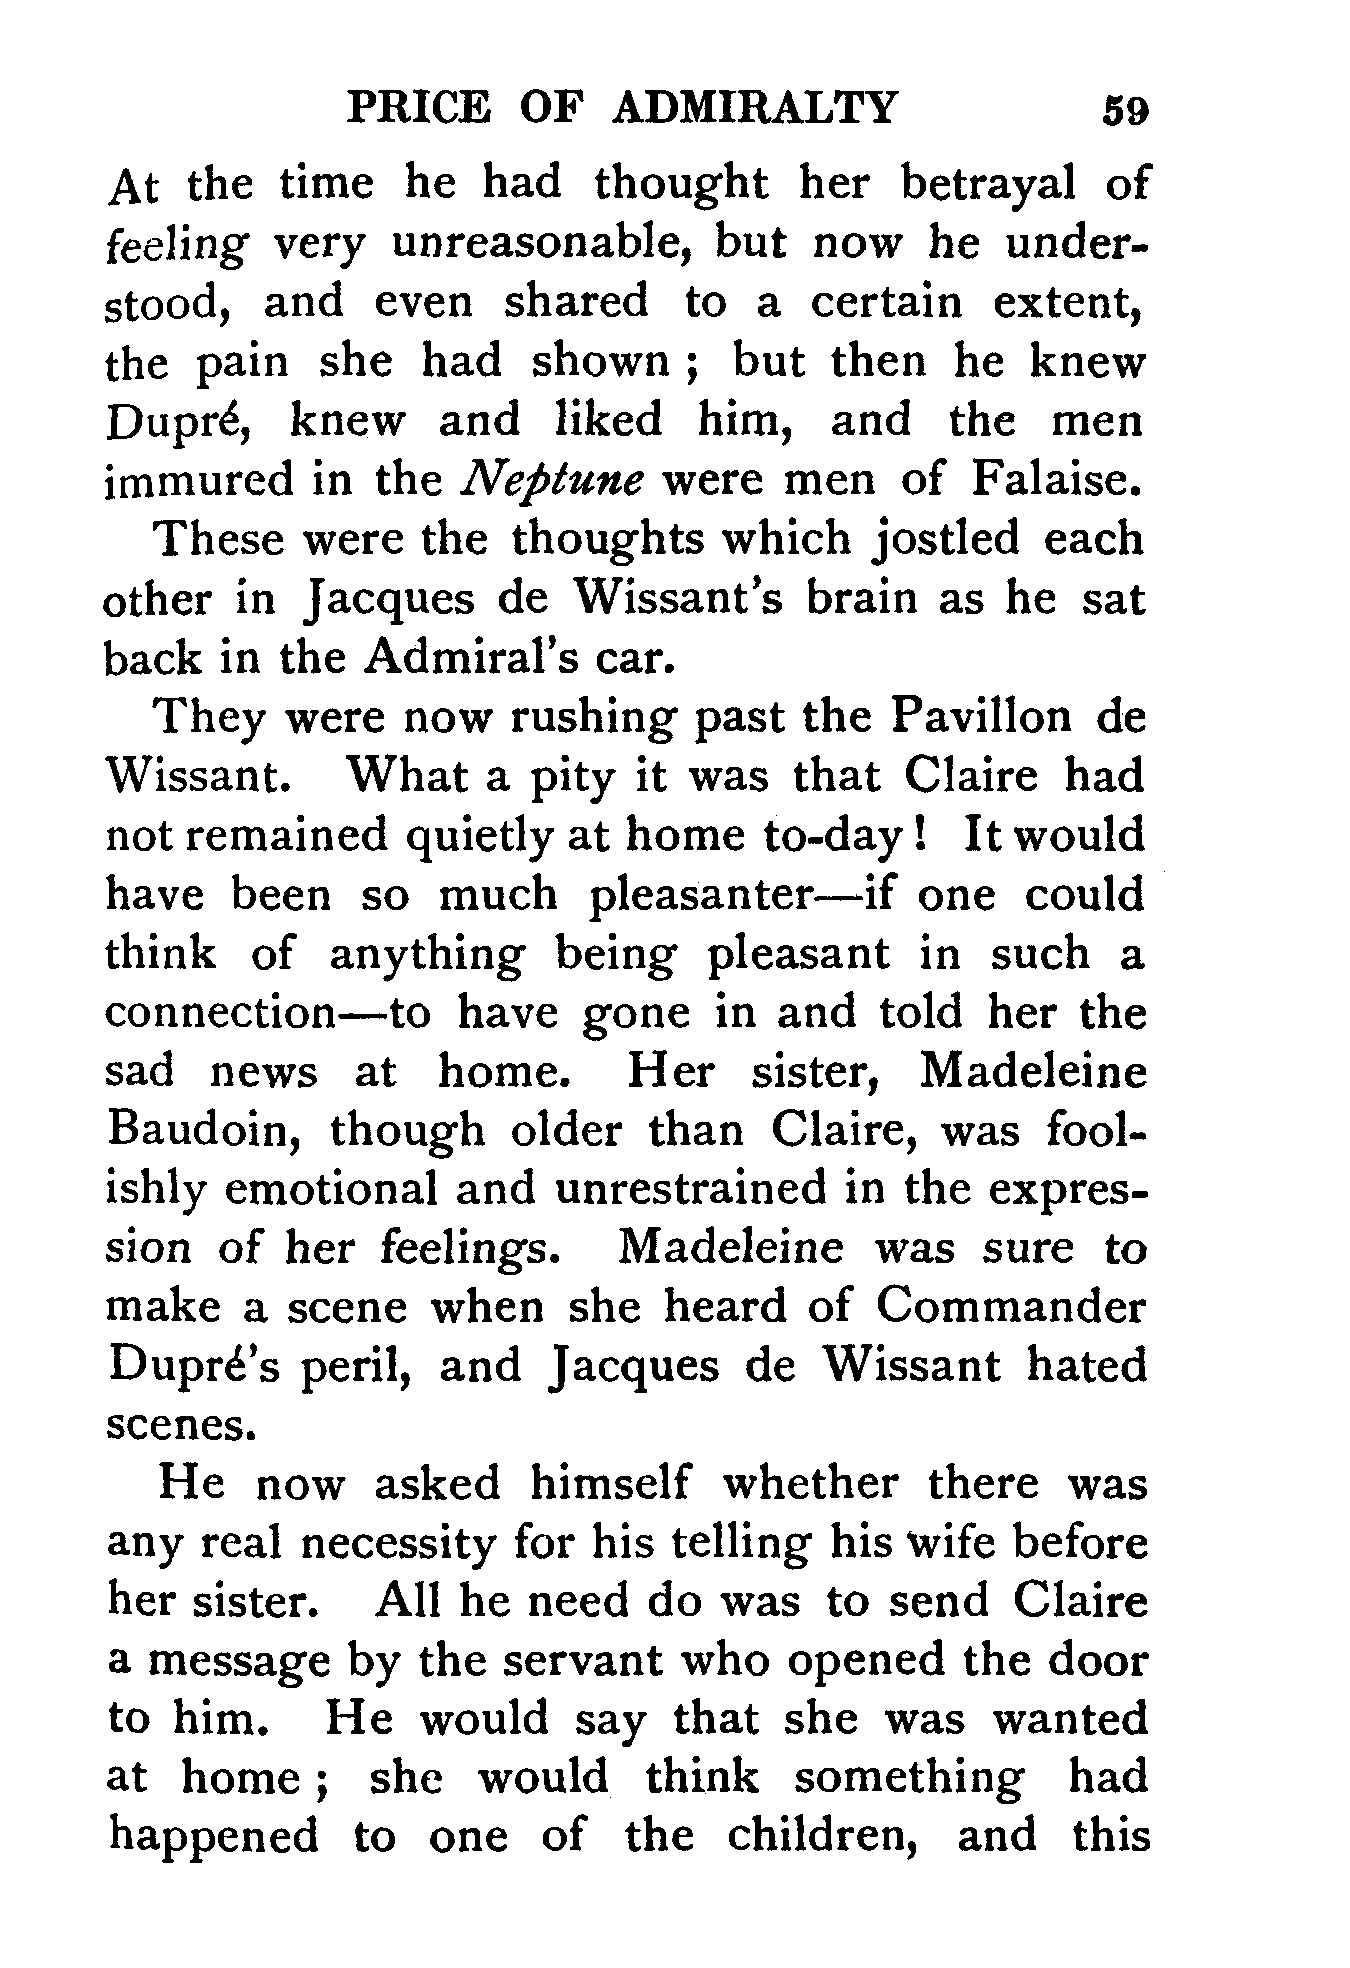 PRICE OF ADMIRALTY 59
At the time he had thought her betrayal of
feeling very unreasonable, but now he under-
stood, and even shared to a certain extent,
the pain she had shown ; but then he knew
Dupré, knew and liked him, and the men
immured in the Neptune were men of Falaise.
These were the thoughts which jostled each
other in Jacques de Wissant's brain as he sat
back in the Admiral's car.
They were now rushing past the Pavillon de
Wissant. What a pity it was that Claire had
not remained quietly at home to-day ! It would
have been so much pleasanter—if one could
think of anything being pleasant in such a
connection—to have gone in and told her the
sad news at home. Her sister, Madeleine
Baudoin, though older than Claire, was fool-
ishly emotional and unrestrained in the expres-
sion of her feelings. Madeleine was sure to
make a scene when she heard of Commander
Dupré's peril, and Jacques de Wissant hated
scenes.
He now asked himself whether there was
any real necessity for his telling his wife before
her sister. All he need do was to send Claire
a message by the servant who opened the door
to him. He would say that she was wanted
at home ; she would think something had
happened to one of the children, and this